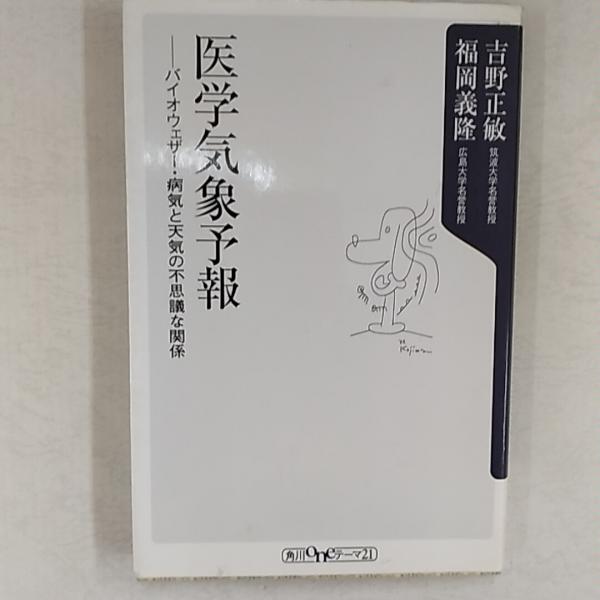 吉野正敏 筑波大学名誉教授
福岡義隆 広島大学名誉教授
医学気象予報
──バイオウェザー・病気と天気の不思議な関係
Kojima
角川oneテーマ21